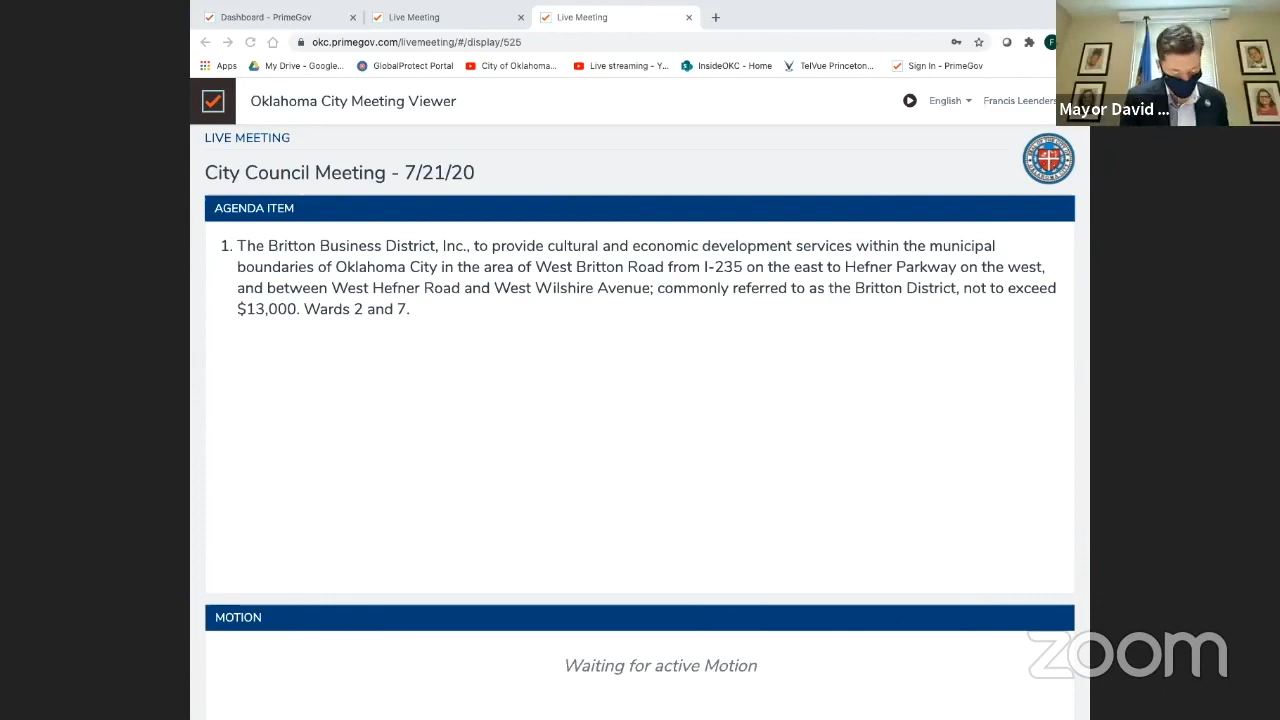 Dashboard - PrimeGov
Live Meeting
Live Meeting
okc.primegov.com/livemeeting/#/display/525
F
Apps
My Drive - Google...
GlobalProtect Portal
City of Oklahoma...
Live streaming - Y...
InsideOKC - Home
TelVue Princeton...
Sign In - PrimeGov
Oklahoma City Meeting Viewer
English
Francis Leenders
Mayor David ...
LIVE MEETING
City Council Meeting - 7/21/20
AGENDA ITEM
1. The Britton Business District, Inc., to provide cultural and economic development services within the municipal
boundaries of Oklahoma City in the area of West Britton Road from I-235 on the east to Hefner Parkway on the west,
and between West Hefner Road and West Wilshire Avenue; commonly referred to as the Britton District, not to exceed
$13,000. Wards 2 and 7.
MOTION
Waiting for active Motion
zoom